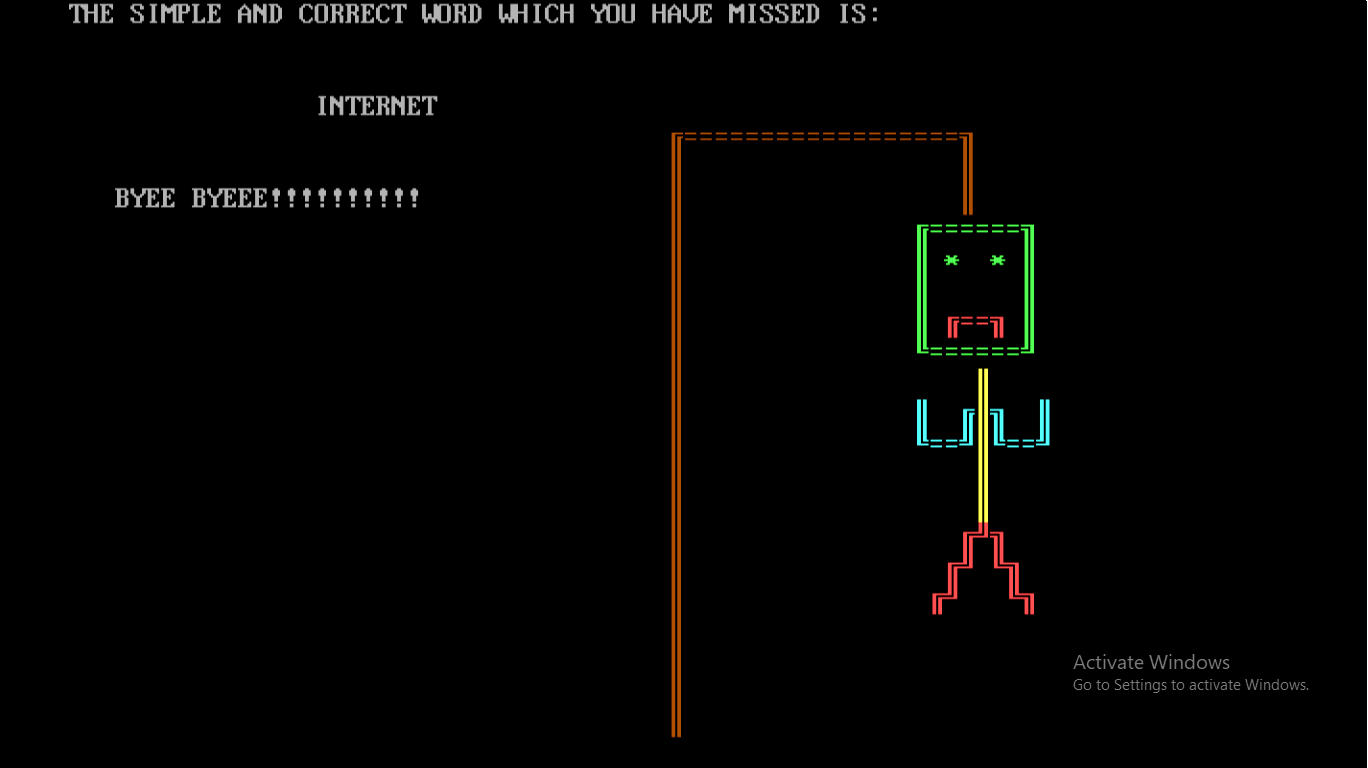 THE SIMPLE AND CORRECT WORD WHICH YOU HAVE MISSED IS:
INTERNET
BYEE BYEEE!!!!!!!!!!
Activate Windows
Go to Settings to activate Windows.